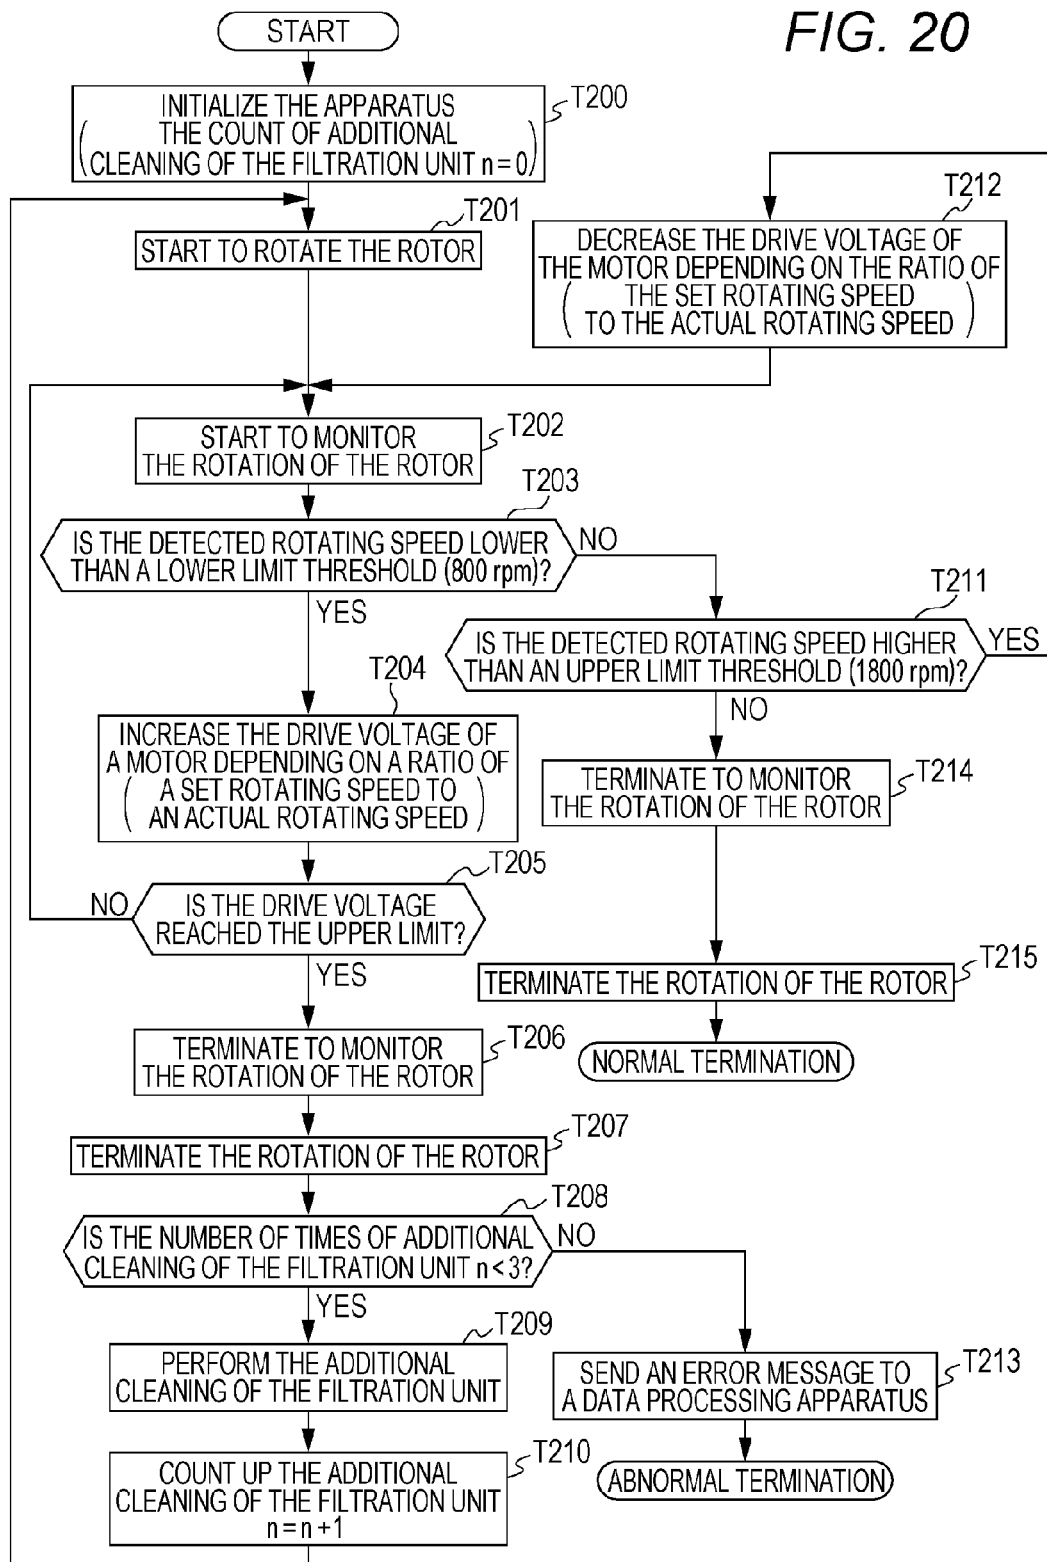 FIG. 20
START
T200
INITIALIZE THE APPARATUS
( THE COUNT OF ADDITIONAL
CLEANING OF THE FILTRATION UNIT n = 0 )
T201
START TO ROTATE THE ROTOR
T212
DECREASE THE DRIVE VOLTAGE OF
THE MOTOR DEPENDING ON THE RATIO OF
( THE SET ROTATING SPEED
TO THE ACTUAL ROTATING SPEED )
T202
START TO MONITOR
THE ROTATION OF THE ROTOR
T203
IS THE DETECTED ROTATING SPEED LOWER
THAN A LOWER LIMIT THRESHOLD (800 rpm)?
NO
YES
T211
IS THE DETECTED ROTATING SPEED HIGHER
THAN AN UPPER LIMIT THRESHOLD (1800 rpm)?
YES
NO
T204
INCREASE THE DRIVE VOLTAGE OF
A MOTOR DEPENDING ON A RATIO OF
( A SET ROTATING SPEED TO
AN ACTUAL ROTATING SPEED )
T214
TERMINATE TO MONITOR
THE ROTATION OF THE ROTOR
T205
IS THE DRIVE VOLTAGE
REACHED THE UPPER LIMIT?
NO
YES
T215
TERMINATE THE ROTATION OF THE ROTOR
NORMAL TERMINATION
T206
TERMINATE TO MONITOR
THE ROTATION OF THE ROTOR
T207
TERMINATE THE ROTATION OF THE ROTOR
T208
IS THE NUMBER OF TIMES OF ADDITIONAL
CLEANING OF THE FILTRATION UNIT n < 3?
NO
YES
T209
PERFORM THE ADDITIONAL
CLEANING OF THE FILTRATION UNIT
T213
SEND AN ERROR MESSAGE TO
A DATA PROCESSING APPARATUS
ABNORMAL TERMINATION
T210
COUNT UP THE ADDITIONAL
CLEANING OF THE FILTRATION UNIT
n = n + 1